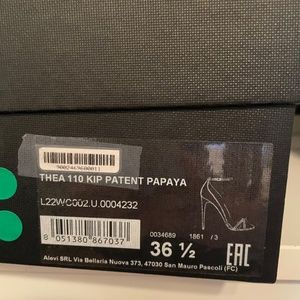 THEA 110 KIP PATENT PAPAYA
L22WC002.U.0004232
8 051380 867037
0034689 1861 /3
36 ½
EAC
Alevi SRL Via Bellaria Nuova 373, 47030 San Mauro Pascoli (FC)